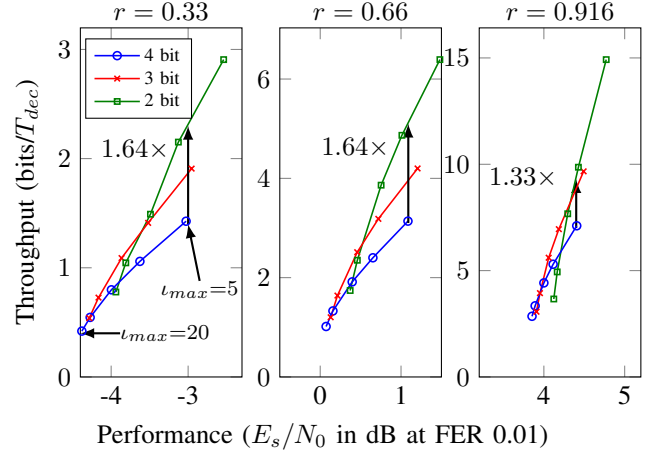 r = 0.33
r = 0.66
r = 0.916
Throughput (bits/T_dec)
3
2
1
0
4 bit
3 bit
2 bit
1.64×
ι_max=5
ι_max=20
-4
-3
6
4
2
0
1.64×
0
1
15
10
5
0
1.33×
4
5
Performance (E_s/N_0 in dB at FER 0.01)